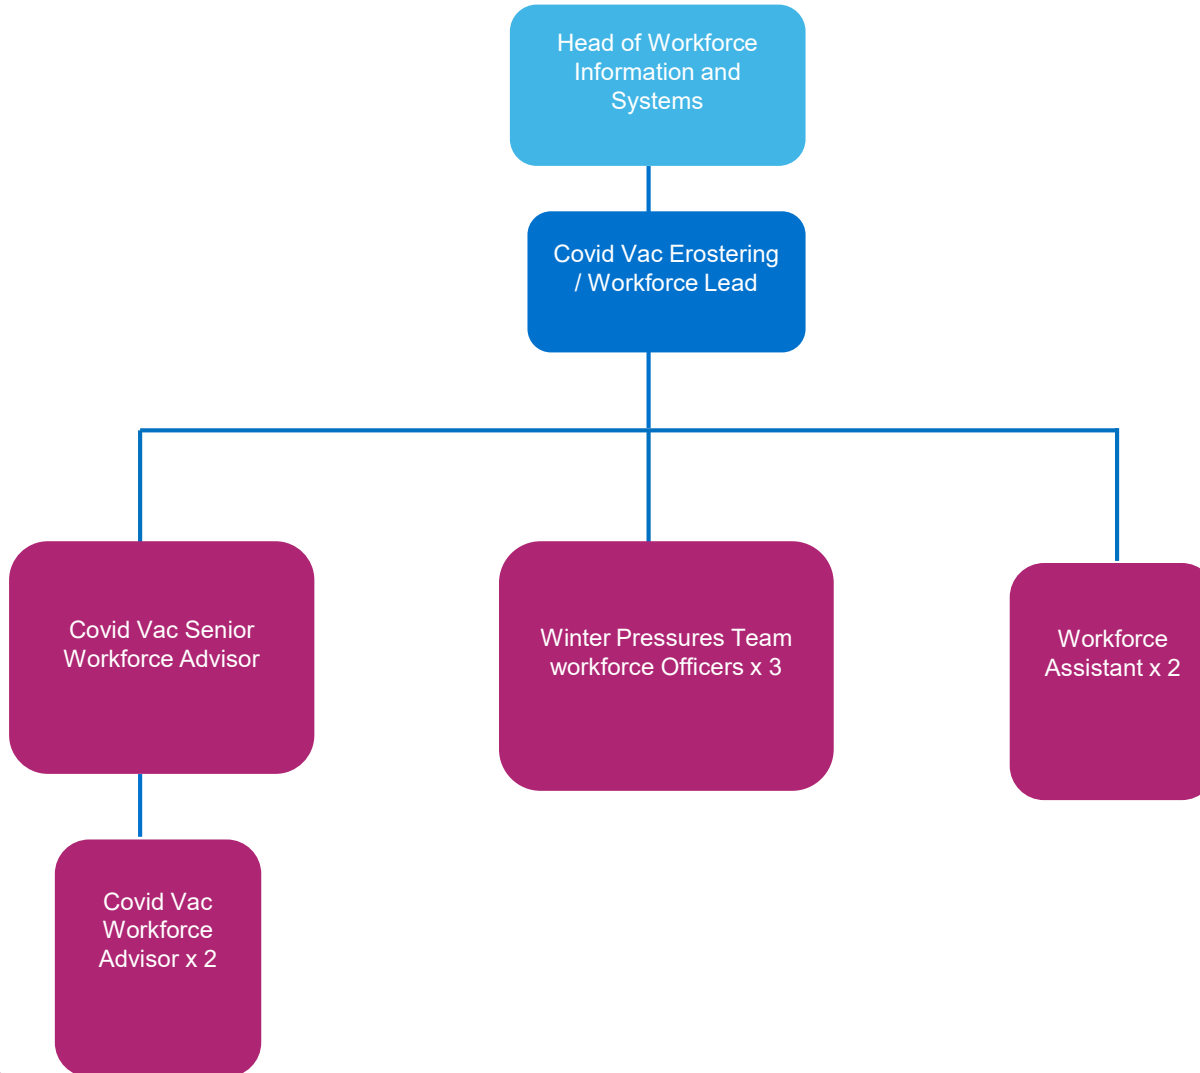 Head of Workforce
Information and
Systems
Covid Vac Erostering
/ Workforce Lead
Covid Vac Senior
Workforce Advisor
Winter Pressures Team
workforce Officers x 3
Workforce
Assistant x 2
Covid Vac
Workforce
Advisor x 2